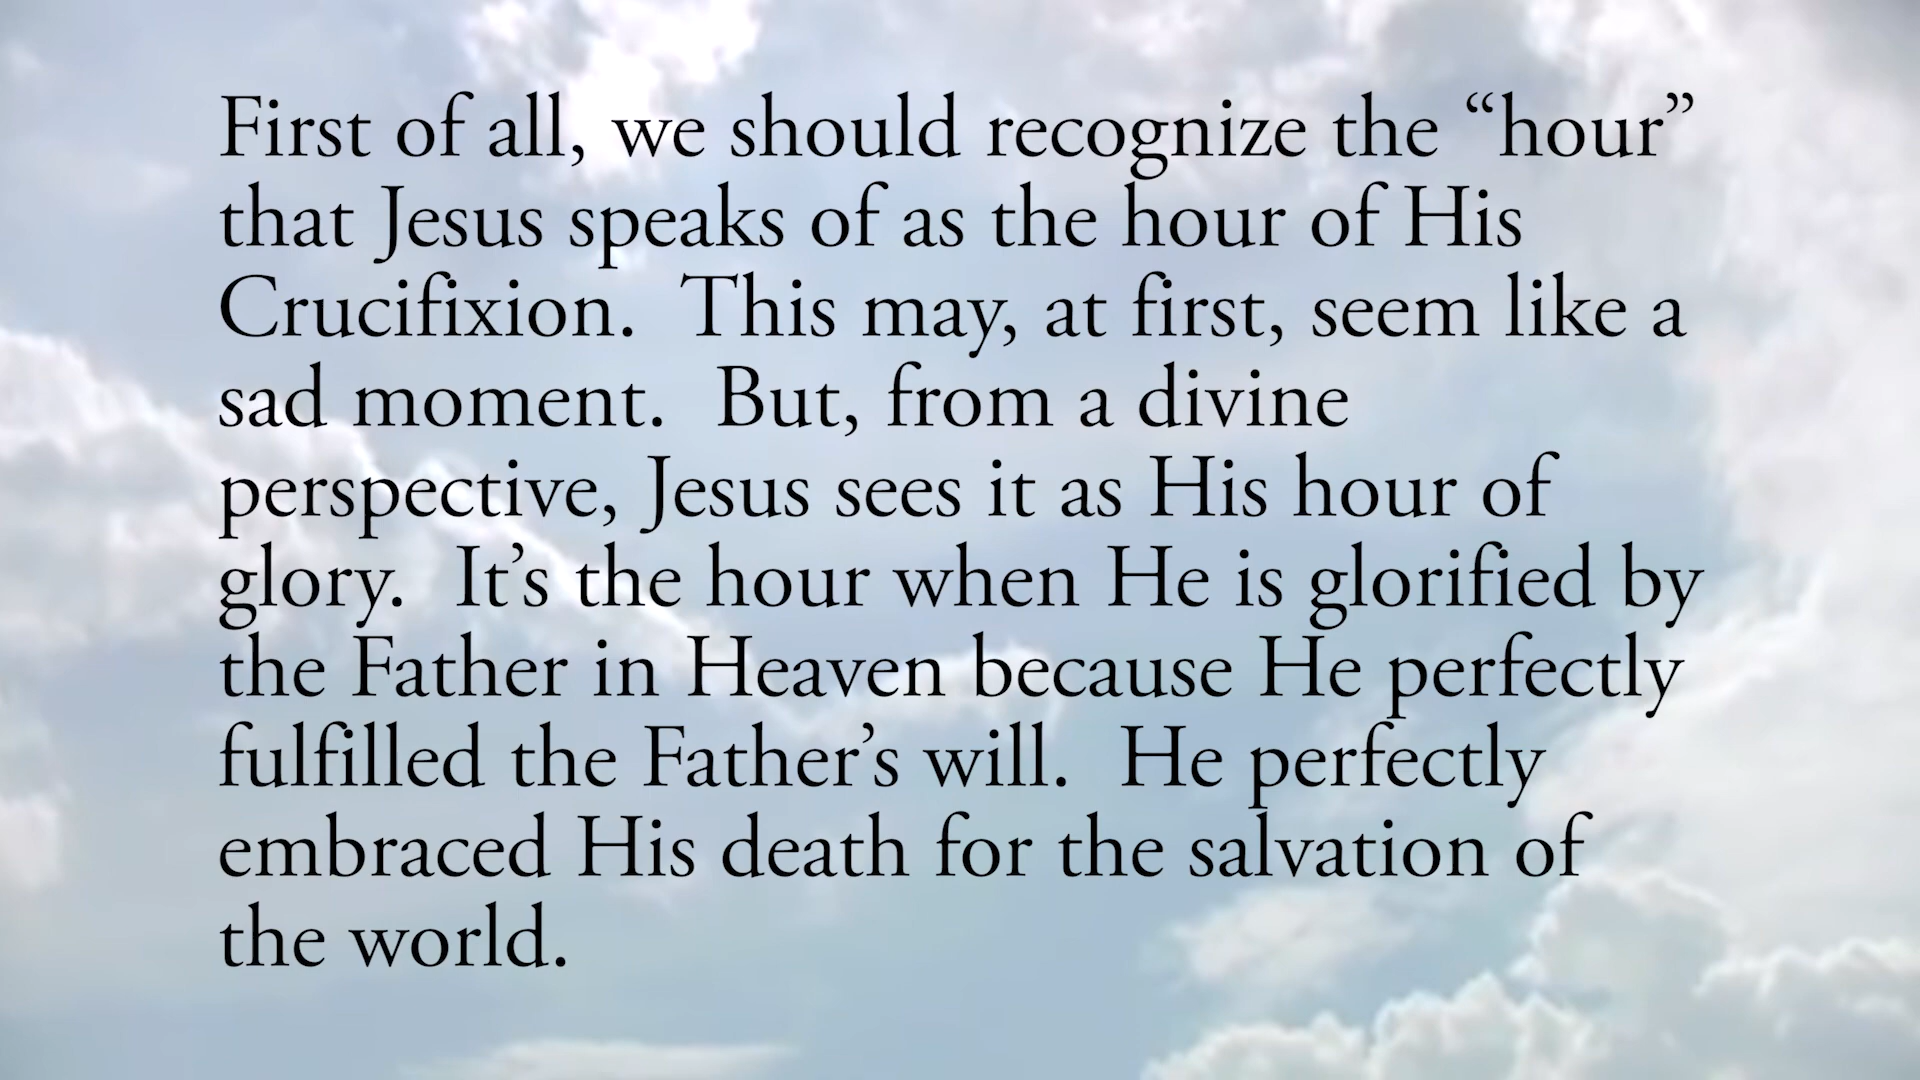 First of all, we should recognize the “hour”
that Jesus speaks of as the hour of His
Crucifixion.  This may, at first, seem like a
sad moment.  But, from a divine
perspective, Jesus sees it as His hour of
glory.  It’s the hour when He is glorified by
the Father in Heaven because He perfectly
fulfilled the Father’s will.  He perfectly
embraced His death for the salvation of
the world.